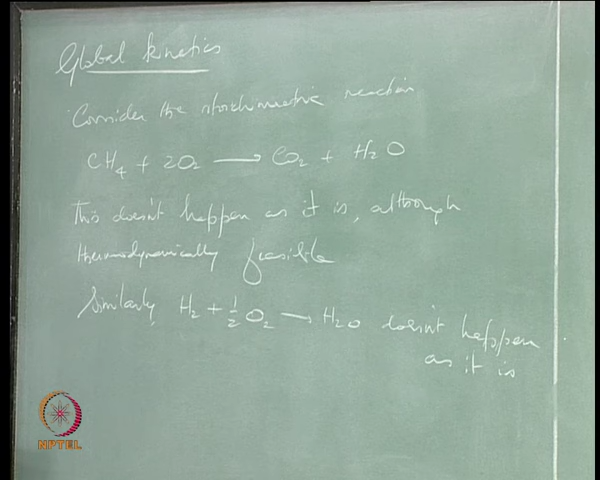 Global kinetics
Consider the stoichiometric reaction
CH4 + 2O2 → CO2 + H2O
This doesn't happen as it is, although
thermodynamically feasible
Similarly, H2 + 1/2 O2 → H2O doesn't happen
as it is
NPTEL